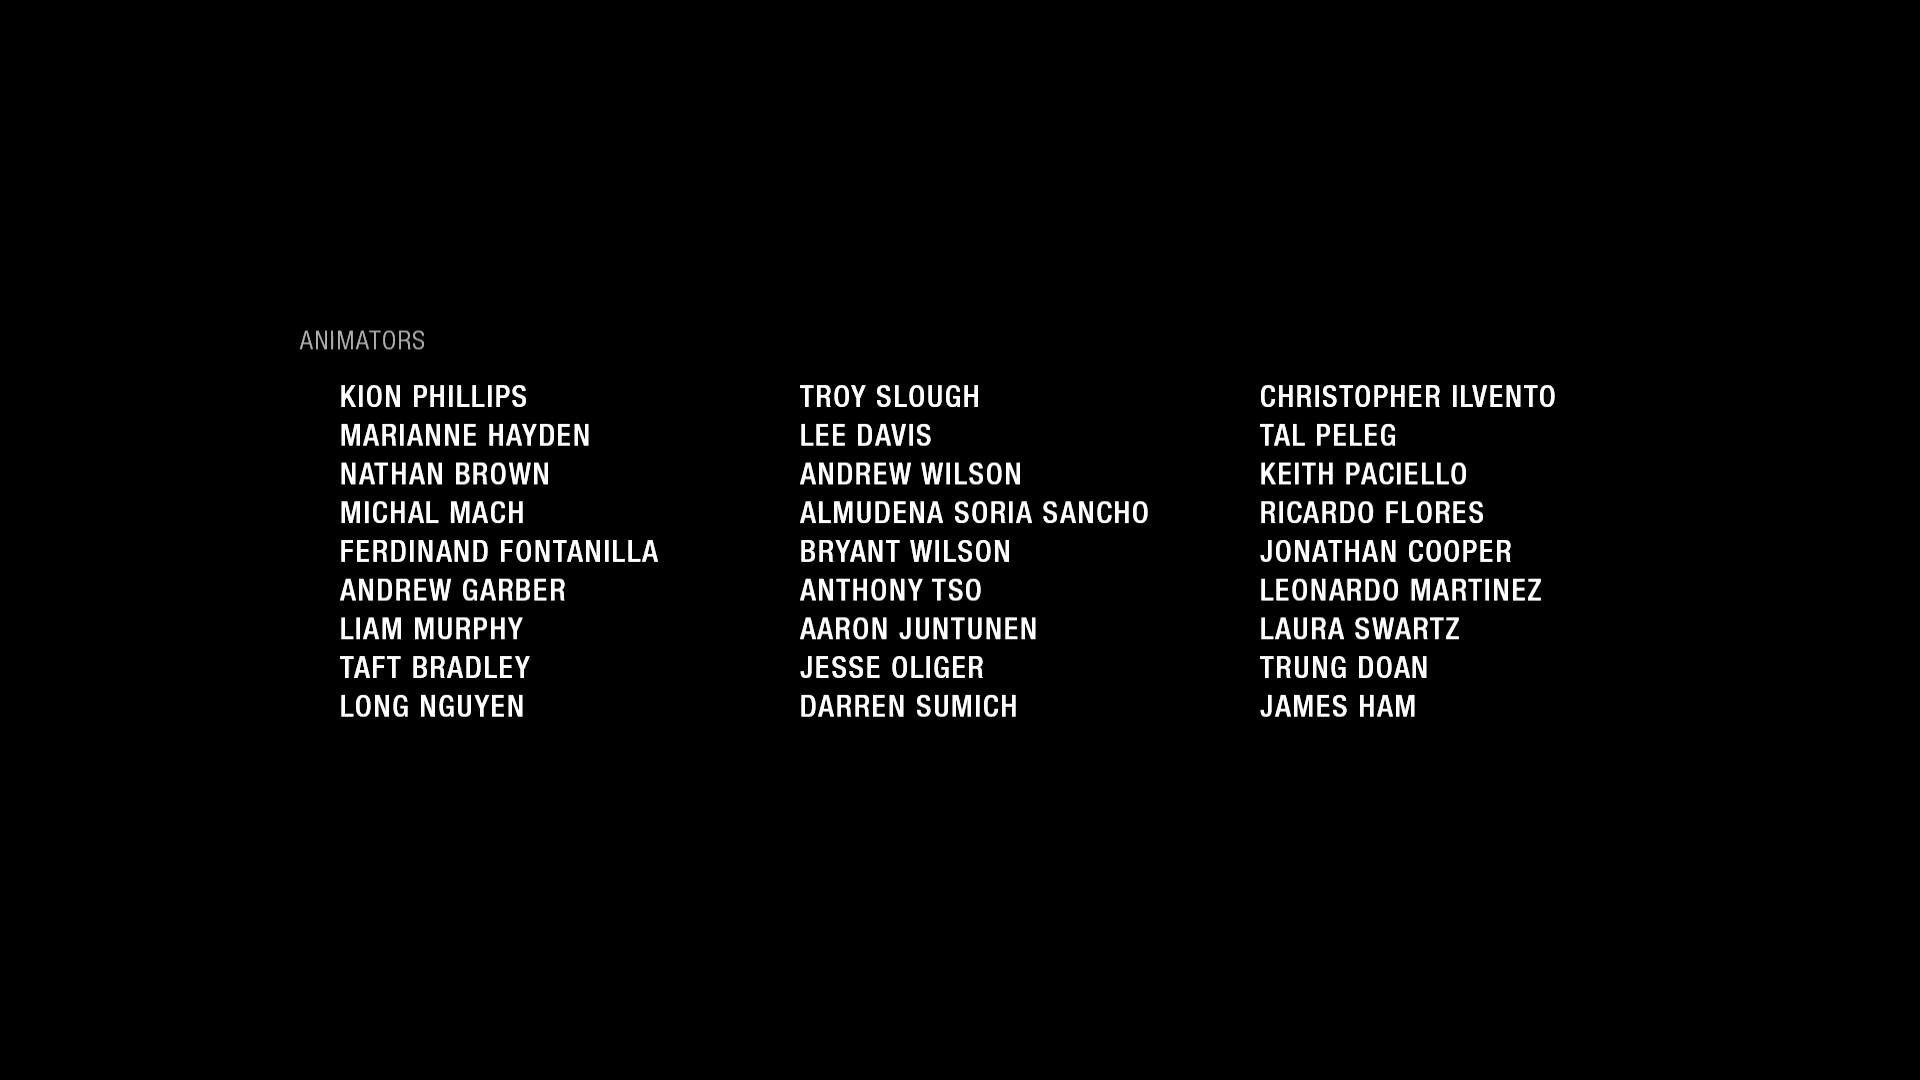 ANIMATORS
KION PHILLIPS
MARIANNE HAYDEN
NATHAN BROWN
MICHAL MACH
FERDINAND FONTANILLA
ANDREW GARBER
LIAM MURPHY
TAFT BRADLEY
LONG NGUYEN
TROY SLOUGH
LEE DAVIS
ANDREW WILSON
ALMUDENA SORIA SANCHO
BRYANT WILSON
ANTHONY TSO
AARON JUNTUNEN
JESSE OLIGER
DARREN SUMICH
CHRISTOPHER ILVENTO
TAL PELEG
KEITH PACIELLO
RICARDO FLORES
JONATHAN COOPER
LEONARDO MARTINEZ
LAURA SWARTZ
TRUNG DOAN
JAMES HAM